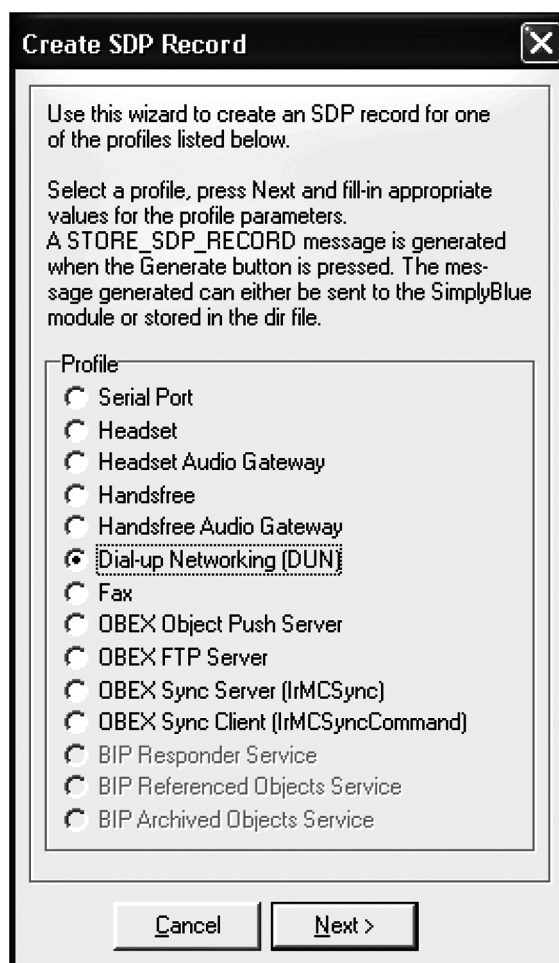 Create SDP Record
Use this wizard to create an SDP record for one
of the profiles listed below.
Select a profile, press Next and fill-in appropriate
values for the profile parameters.
A STORE_SDP_RECORD message is generated
when the Generate button is pressed. The mes-
sage generated can either be sent to the SimplyBlue
module or stored in the dir file.
Profile
Serial Port
Headset
Headset Audio Gateway
Handsfree
Handsfree Audio Gateway
Dial-up Networking (DUN)
Fax
OBEX Object Push Server
OBEX FTP Server
OBEX Sync Server (IrMCSync)
OBEX Sync Client (IrMCSyncCommand)
BIP Responder Service
BIP Referenced Objects Service
BIP Archived Objects Service
Cancel
Next >